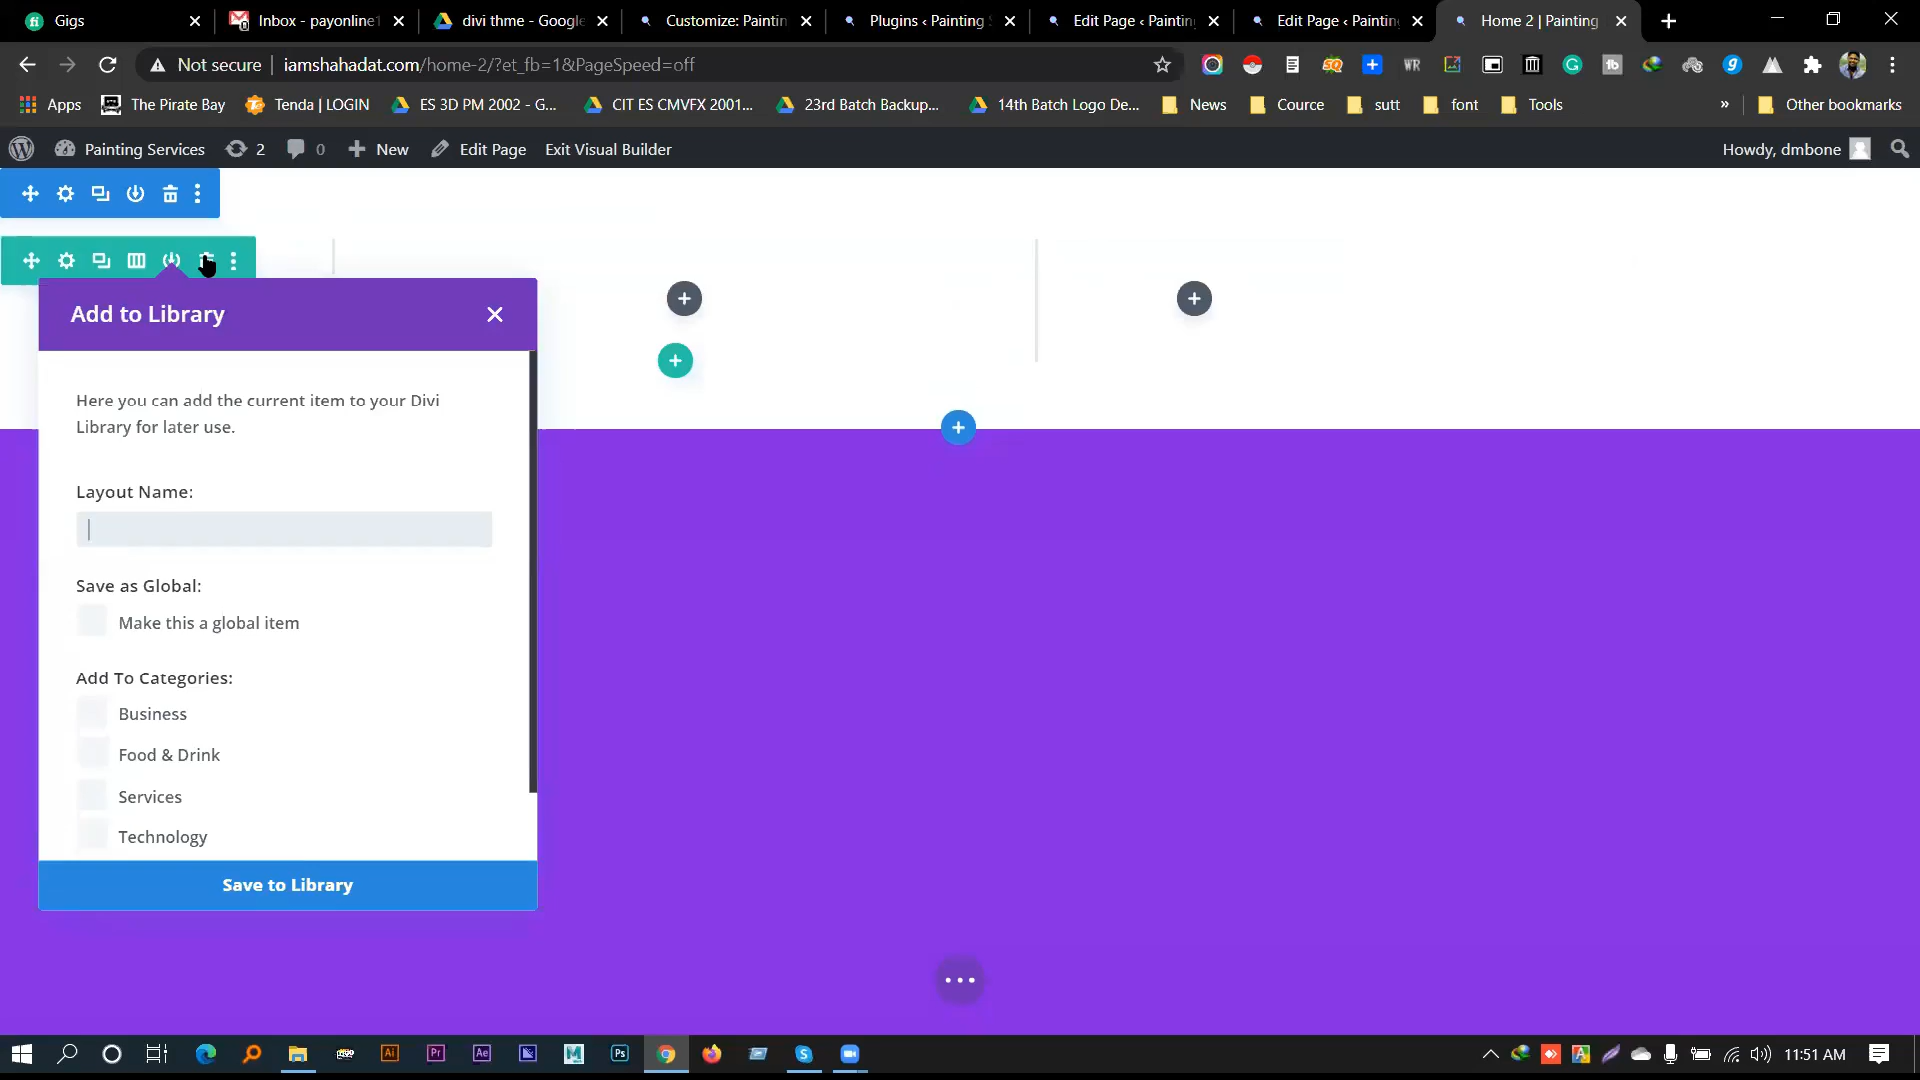 Gigs
Inbox - payonline1
divi thme - Google
Customize: Paintin
Plugins ‹ Painting
Edit Page ‹ Paintin
Edit Page ‹ Paintin
Home 2 | Painting
Not secure
iamshahadat.com/home-2/?et_fb=1&PageSpeed=off
Apps
The Pirate Bay
Tenda | LOGIN
ES 3D PM 2002 - G...
CIT ES CMVFX 2001...
23rd Batch Backup...
14th Batch Logo De...
News
Cource
sutt
font
Tools
»
Other bookmarks
Painting Services
2
0
New
Edit Page
Exit Visual Builder
Howdy, dmbone
Add to Library
Here you can add the current item to your Divi
Library for later use.
Layout Name:
Save as Global:
Make this a global item
Add To Categories:
Business
Food & Drink
Services
Technology
Save to Library
11:51 AM